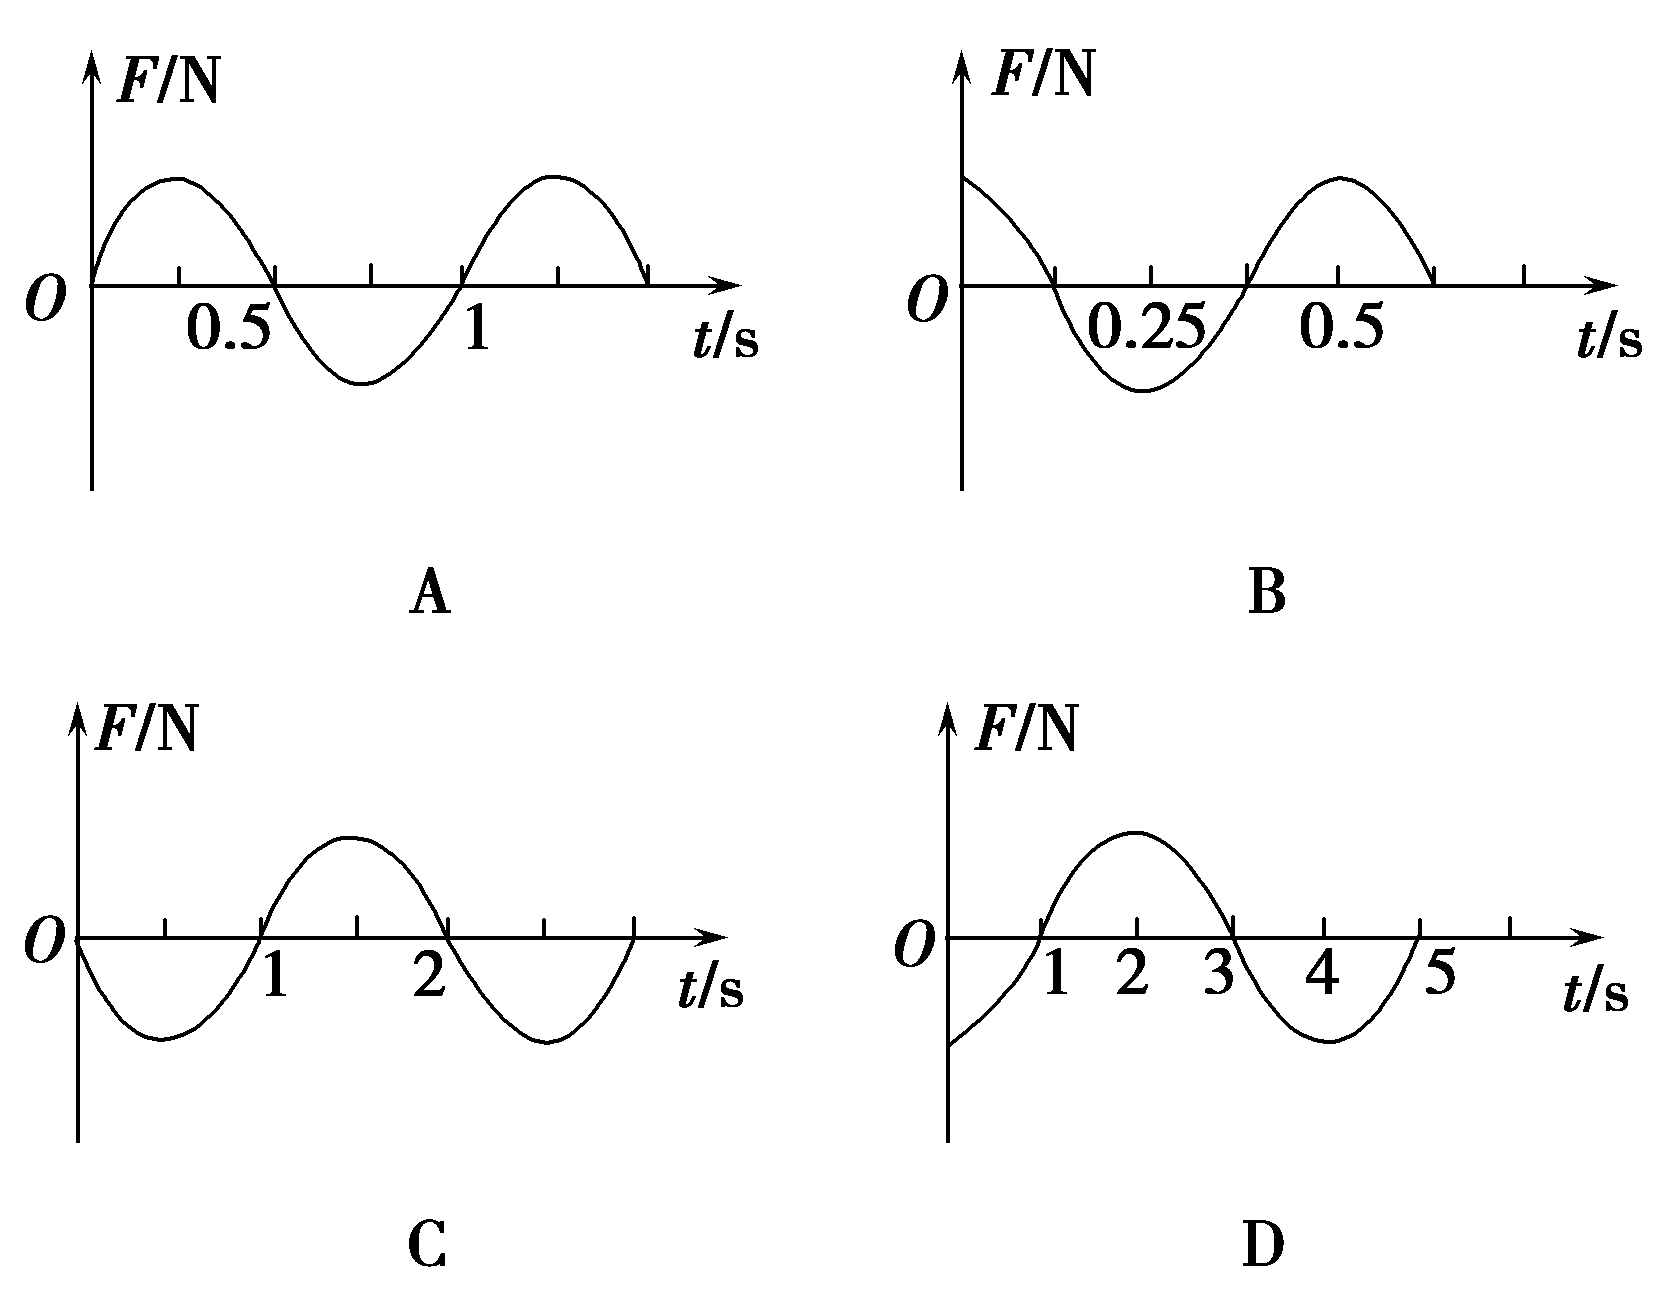 F/N F/N
O 0.5 1 t/s O 0.25 0.5 t/s
A B
F/N F/N
O 1 2 t/s O 1 2 3 4 5 t/s
C D